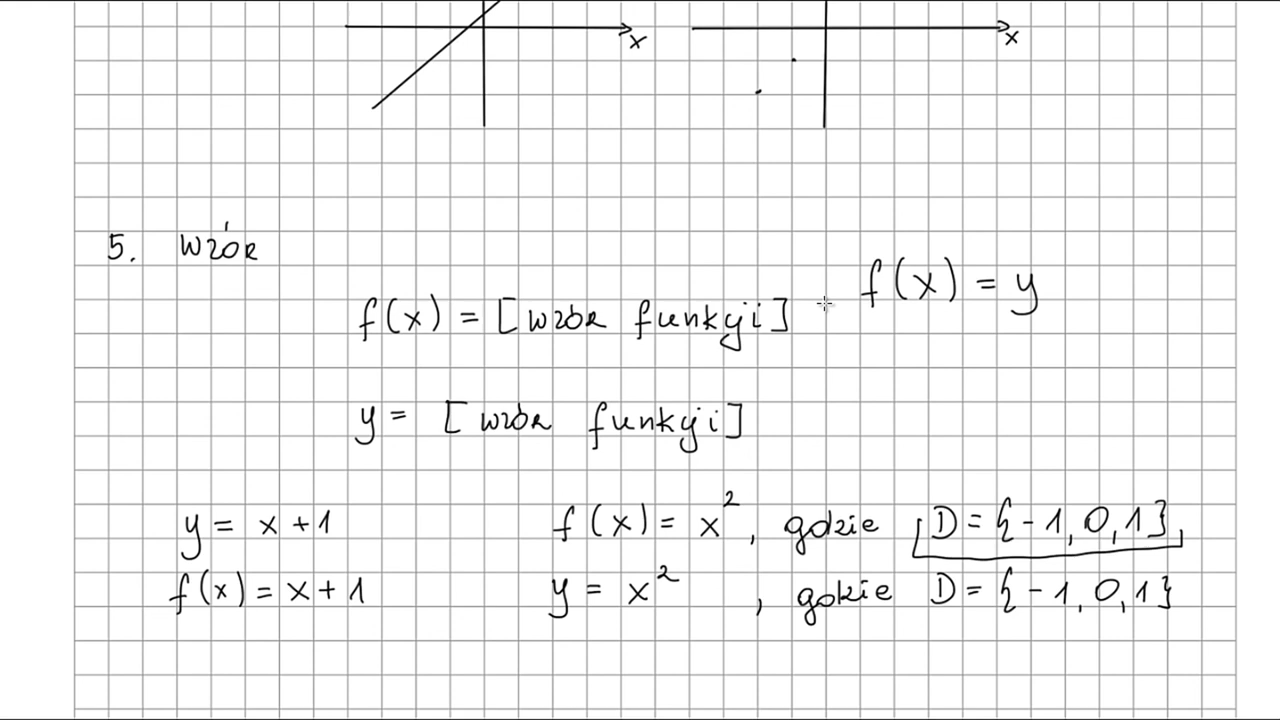 x x
5. wzór
f(x) = [wzór funkcji] f(x) = y
y = [wzór funkcji]
y = x+1 f(x) = x², gdzie D = {-1, 0, 1},
f(x) = x+1 y = x², gdzie D = {-1, 0, 1}